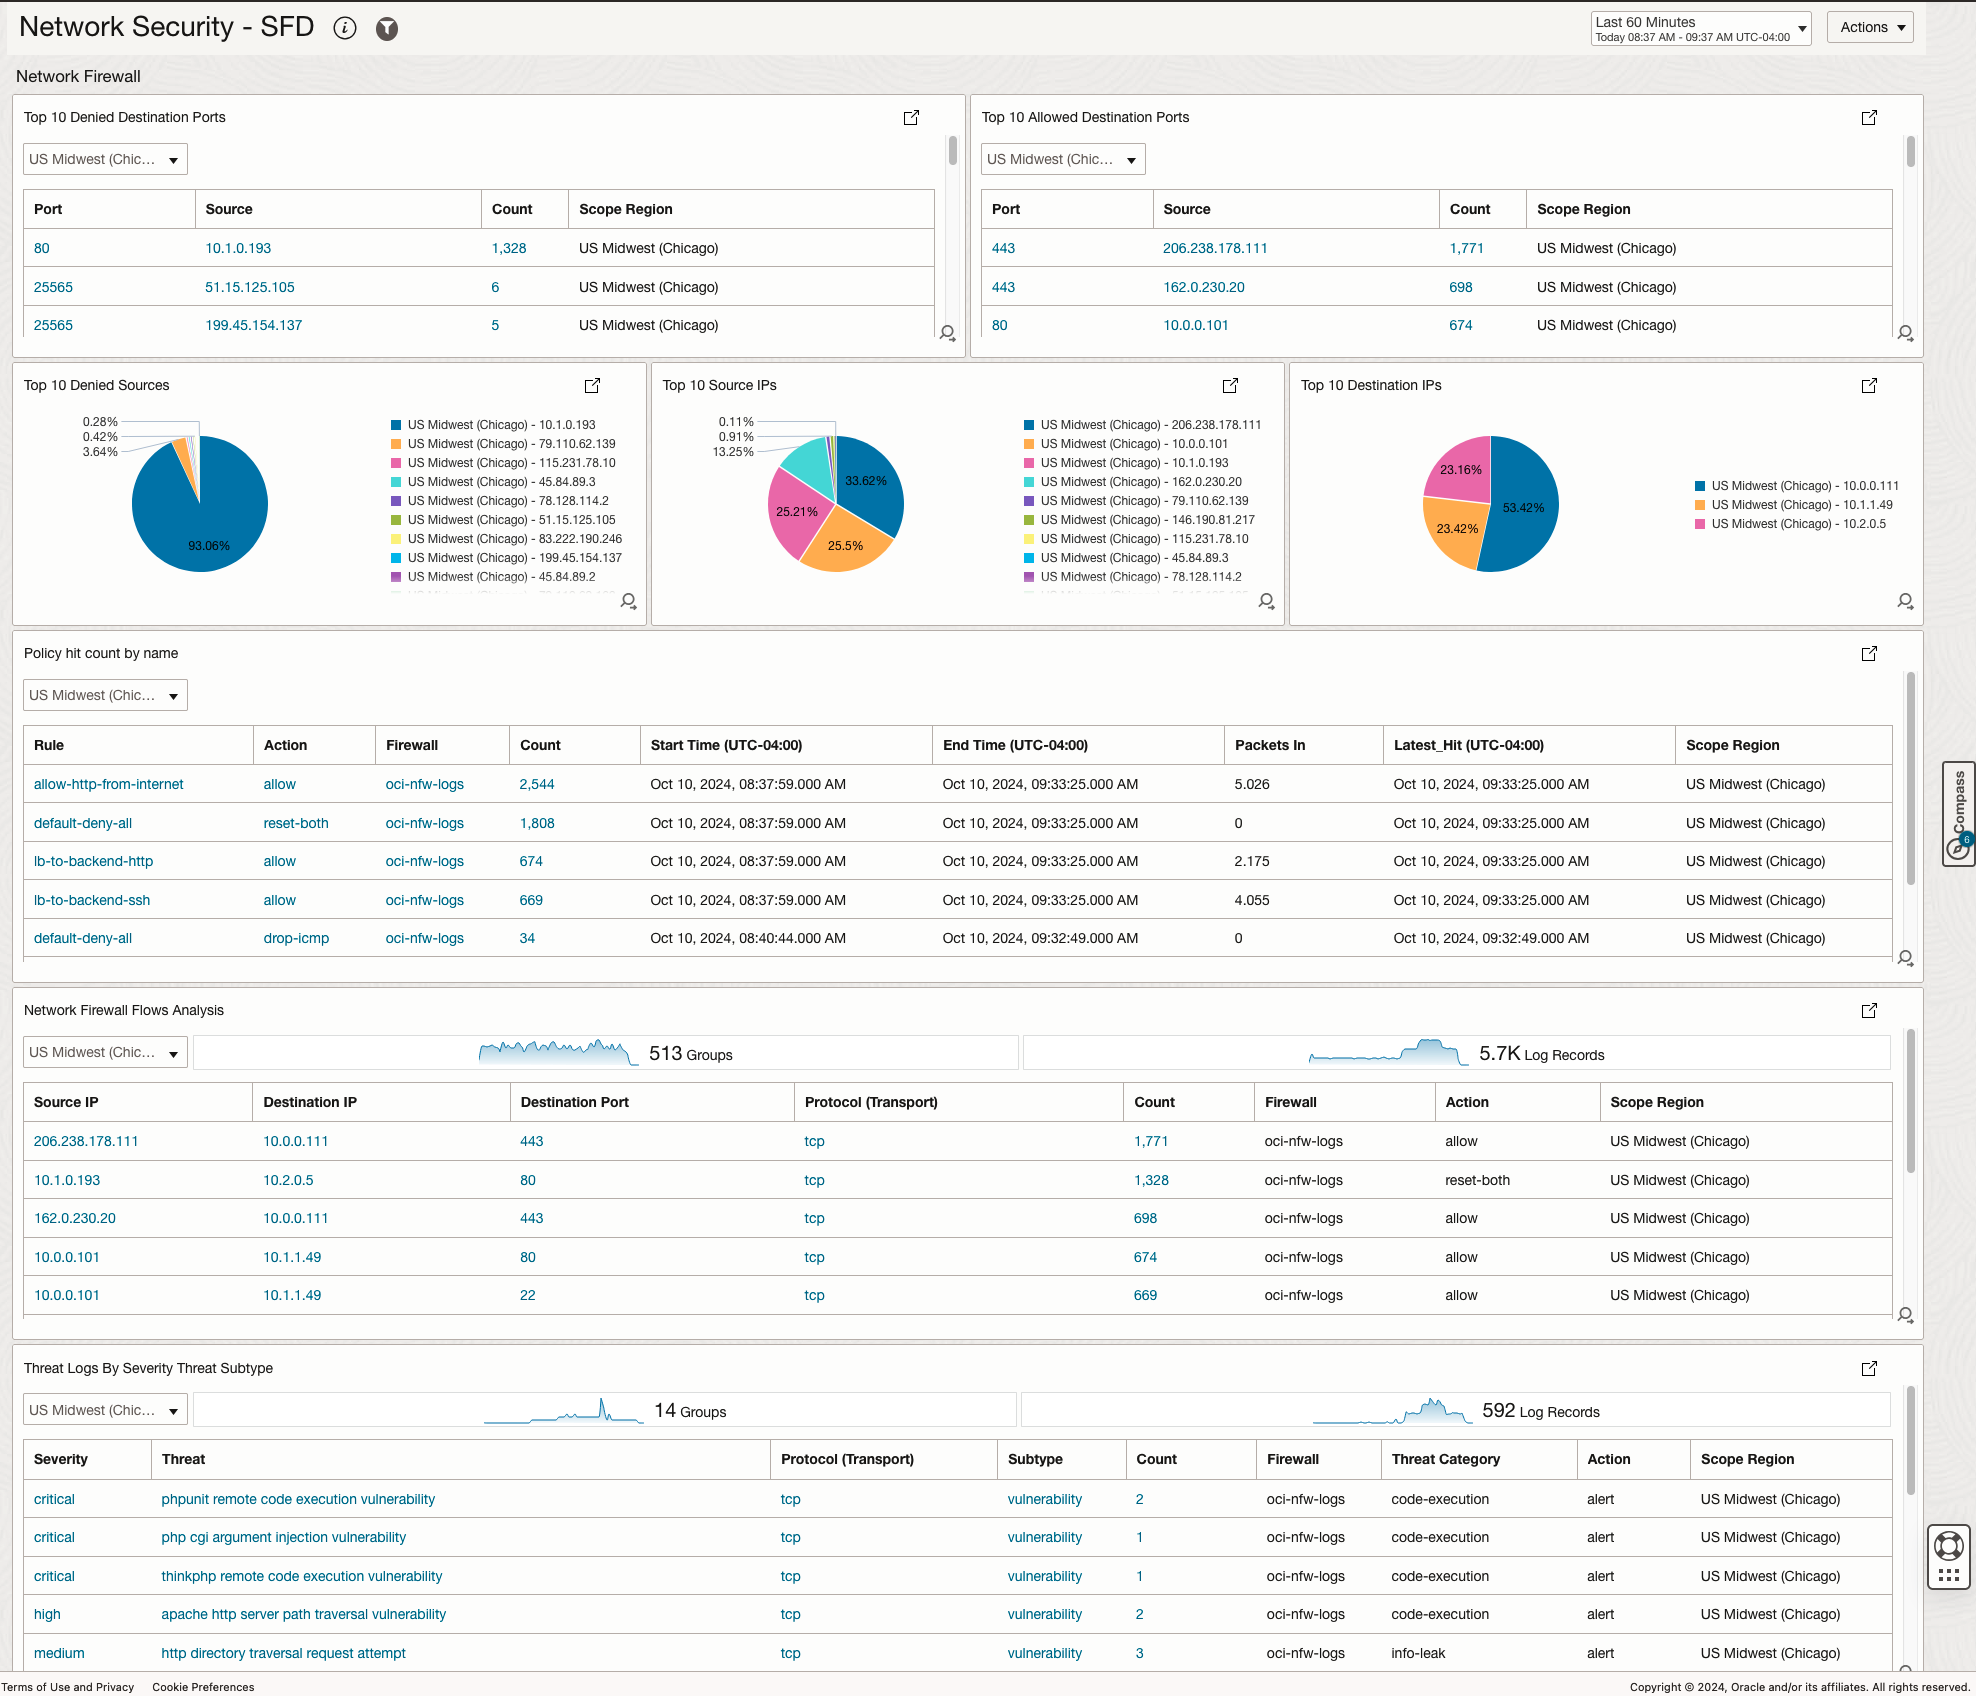 Network Security - SFD
Last 60 Minutes
Today 08:37 AM - 09:37 AM UTC-04:00
Actions
Network Firewall
Top 10 Denied Destination Ports
US Midwest (Chic...
Port Source Count Scope Region
80 10.1.0.193 1,328 US Midwest (Chicago)
25565 51.15.125.105 6 US Midwest (Chicago)
25565 199.45.154.137 5 US Midwest (Chicago)
Top 10 Allowed Destination Ports
US Midwest (Chic...
Port Source Count Scope Region
443 206.238.178.111 1,771 US Midwest (Chicago)
443 162.0.230.20 698 US Midwest (Chicago)
80 10.0.0.101 674 US Midwest (Chicago)
Top 10 Denied Sources
0.28%
0.42%
3.64%
93.06%
US Midwest (Chicago) - 10.1.0.193
US Midwest (Chicago) - 79.110.62.139
US Midwest (Chicago) - 115.231.78.10
US Midwest (Chicago) - 45.84.89.3
US Midwest (Chicago) - 78.128.114.2
US Midwest (Chicago) - 51.15.125.105
US Midwest (Chicago) - 83.222.190.246
US Midwest (Chicago) - 199.45.154.137
US Midwest (Chicago) - 45.84.89.2
Top 10 Source IPs
0.11%
0.91%
13.25%
33.62%
25.21%
25.5%
US Midwest (Chicago) - 206.238.178.111
US Midwest (Chicago) - 10.0.0.101
US Midwest (Chicago) - 10.1.0.193
US Midwest (Chicago) - 162.0.230.20
US Midwest (Chicago) - 79.110.62.139
US Midwest (Chicago) - 146.190.81.217
US Midwest (Chicago) - 115.231.78.10
US Midwest (Chicago) - 45.84.89.3
US Midwest (Chicago) - 78.128.114.2
Top 10 Destination IPs
23.16%
53.42%
23.42%
US Midwest (Chicago) - 10.0.0.111
US Midwest (Chicago) - 10.1.1.49
US Midwest (Chicago) - 10.2.0.5
Policy hit count by name
US Midwest (Chic...
Rule Action Firewall Count Start Time (UTC-04:00) End Time (UTC-04:00) Packets In Latest_Hit (UTC-04:00) Scope Region
allow-http-from-internet allow oci-nfw-logs 2,544 Oct 10, 2024, 08:37:59.000 AM Oct 10, 2024, 09:33:25.000 AM 5.026 Oct 10, 2024, 09:33:25.000 AM US Midwest (Chicago)
default-deny-all reset-both oci-nfw-logs 1,808 Oct 10, 2024, 08:37:59.000 AM Oct 10, 2024, 09:33:25.000 AM 0 Oct 10, 2024, 09:33:25.000 AM US Midwest (Chicago)
lb-to-backend-http allow oci-nfw-logs 674 Oct 10, 2024, 08:37:59.000 AM Oct 10, 2024, 09:33:25.000 AM 2.175 Oct 10, 2024, 09:33:25.000 AM US Midwest (Chicago)
lb-to-backend-ssh allow oci-nfw-logs 669 Oct 10, 2024, 08:37:59.000 AM Oct 10, 2024, 09:33:25.000 AM 4.055 Oct 10, 2024, 09:33:25.000 AM US Midwest (Chicago)
default-deny-all drop-icmp oci-nfw-logs 34 Oct 10, 2024, 08:40:44.000 AM Oct 10, 2024, 09:32:49.000 AM 0 Oct 10, 2024, 09:32:49.000 AM US Midwest (Chicago)
Compass
6
Network Firewall Flows Analysis
US Midwest (Chic... 513 Groups 5.7K Log Records
Source IP Destination IP Destination Port Protocol (Transport) Count Firewall Action Scope Region
206.238.178.111 10.0.0.111 443 tcp 1,771 oci-nfw-logs allow US Midwest (Chicago)
10.1.0.193 10.2.0.5 80 tcp 1,328 oci-nfw-logs reset-both US Midwest (Chicago)
162.0.230.20 10.0.0.111 443 tcp 698 oci-nfw-logs allow US Midwest (Chicago)
10.0.0.101 10.1.1.49 80 tcp 674 oci-nfw-logs allow US Midwest (Chicago)
10.0.0.101 10.1.1.49 22 tcp 669 oci-nfw-logs allow US Midwest (Chicago)
Threat Logs By Severity Threat Subtype
US Midwest (Chic... 14 Groups 592 Log Records
Severity Threat Protocol (Transport) Subtype Count Firewall Threat Category Action Scope Region
critical phpunit remote code execution vulnerability tcp vulnerability 2 oci-nfw-logs code-execution alert US Midwest (Chicago)
critical php cgi argument injection vulnerability tcp vulnerability 1 oci-nfw-logs code-execution alert US Midwest (Chicago)
critical thinkphp remote code execution vulnerability tcp vulnerability 1 oci-nfw-logs code-execution alert US Midwest (Chicago)
high apache http server path traversal vulnerability tcp vulnerability 2 oci-nfw-logs code-execution alert US Midwest (Chicago)
medium http directory traversal request attempt tcp vulnerability 3 oci-nfw-logs info-leak alert US Midwest (Chicago)
Terms of Use and Privacy Cookie Preferences Copyright © 2024, Oracle and/or its affiliates. All rights reserved.